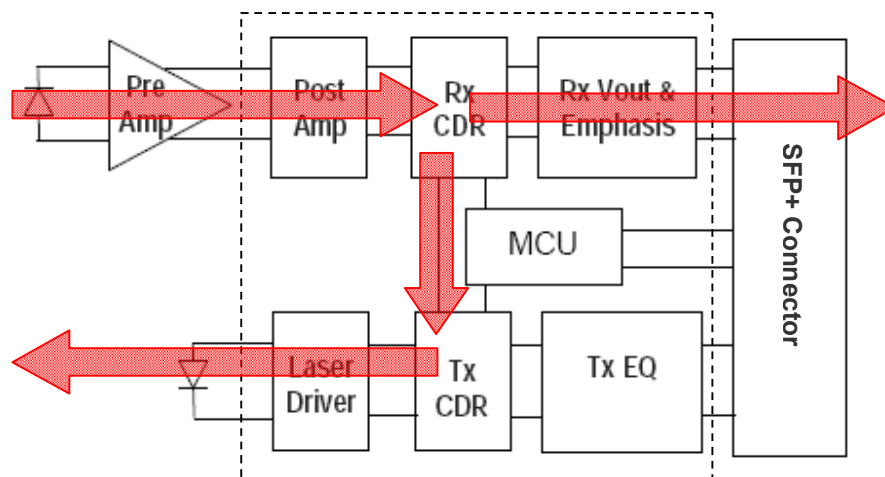 Pre
Amp
Post
Amp
Rx
CDR
Rx Vout &
Emphasis
SFP+ Connector
MCU
Laser
Driver
Tx
CDR
Tx EQ